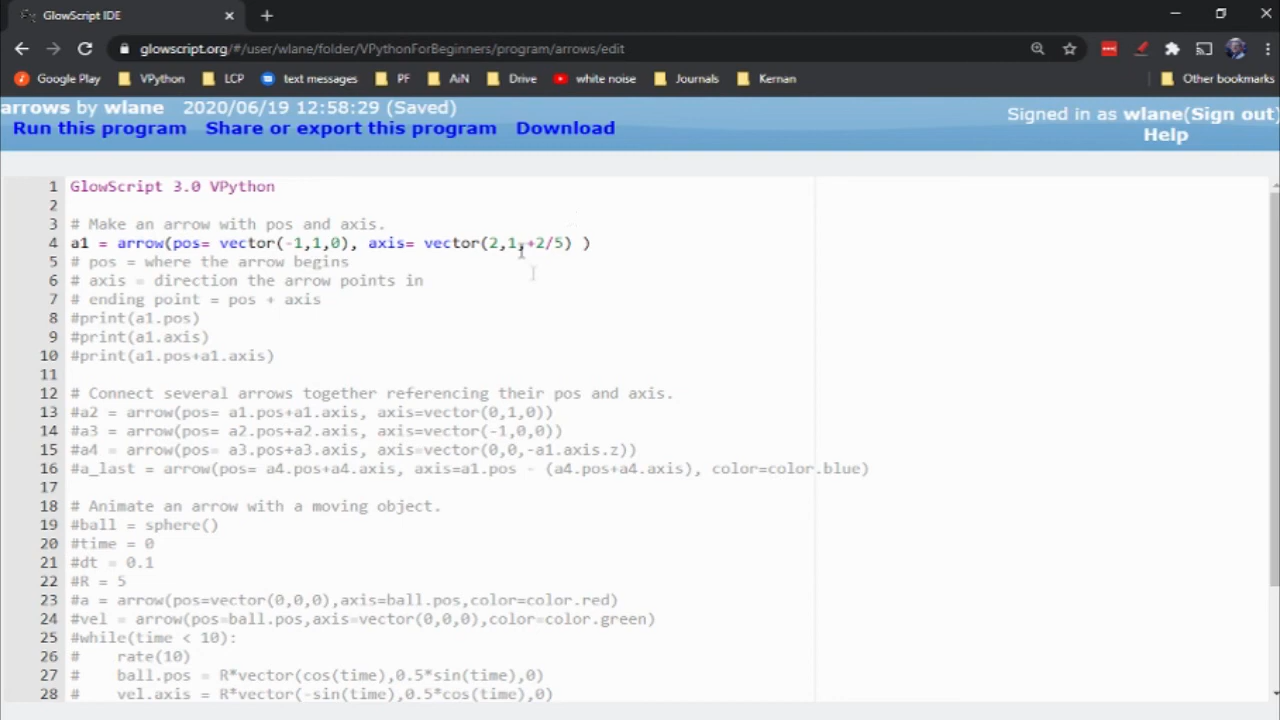 GlowScript IDE
glowscript.org/#/user/wlane/folder/VPythonForBeginners/program/arrows/edit
Google Play VPython LCP text messages PF AiN Drive white noise Journals Kernan Other bookmarks
arrows by wlane 2020/06/19 12:58:29 (Saved) Signed in as wlane(Sign out)
Run this program Share or export this program Download Help
1 GlowScript 3.0 VPython
2
3 # Make an arrow with pos and axis.
4 a1 = arrow(pos= vector(-1,1,0), axis= vector(2,1,+2/5) )
5 # pos = where the arrow begins
6 # axis = direction the arrow points in
7 # ending point = pos + axis
8 #print(a1.pos)
9 #print(a1.axis)
10 #print(a1.pos+a1.axis)
11
12 # Connect several arrows together referencing their pos and axis.
13 #a2 = arrow(pos= a1.pos+a1.axis, axis=vector(0,1,0))
14 #a3 = arrow(pos= a2.pos+a2.axis, axis=vector(-1,0,0))
15 #a4 = arrow(pos= a3.pos+a3.axis, axis=vector(0,0,-a1.axis.z))
16 #a_last = arrow(pos= a4.pos+a4.axis, axis=a1.pos - (a4.pos+a4.axis), color=color.blue)
17
18 # Animate an arrow with a moving object.
19 #ball = sphere()
20 #time = 0
21 #dt = 0.1
22 #R = 5
23 #a = arrow(pos=vector(0,0,0),axis=ball.pos,color=color.red)
24 #vel = arrow(pos=ball.pos,axis=vector(0,0,0),color=color.green)
25 #while(time < 10):
26 #    rate(10)
27 #    ball.pos = R*vector(cos(time),0.5*sin(time),0)
28 #    vel.axis = R*vector(-sin(time),0.5*cos(time),0)